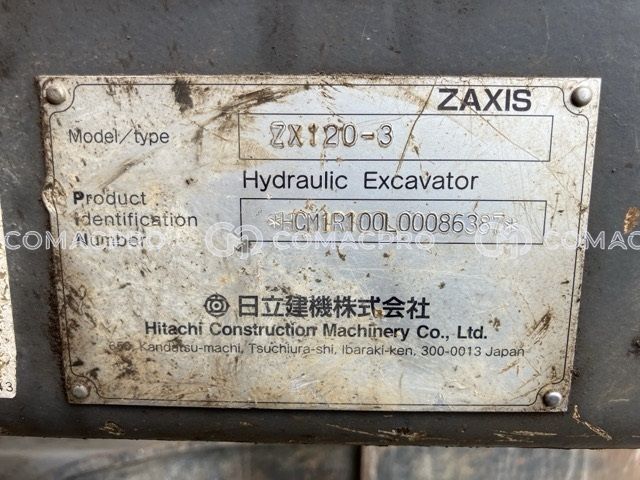 ZAXIS
Model/type ZX120-3
Hydraulic Excavator
Product
Identification
Number *HCM1R100L00086387*
COMACPRO COMACPRO COMACPRO
日立建機株式会社
Hitachi Construction Machinery Co., Ltd.
650, Kandatsu-machi, Tsuchiura-shi, Ibaraki-ken, 300-0013 Japan